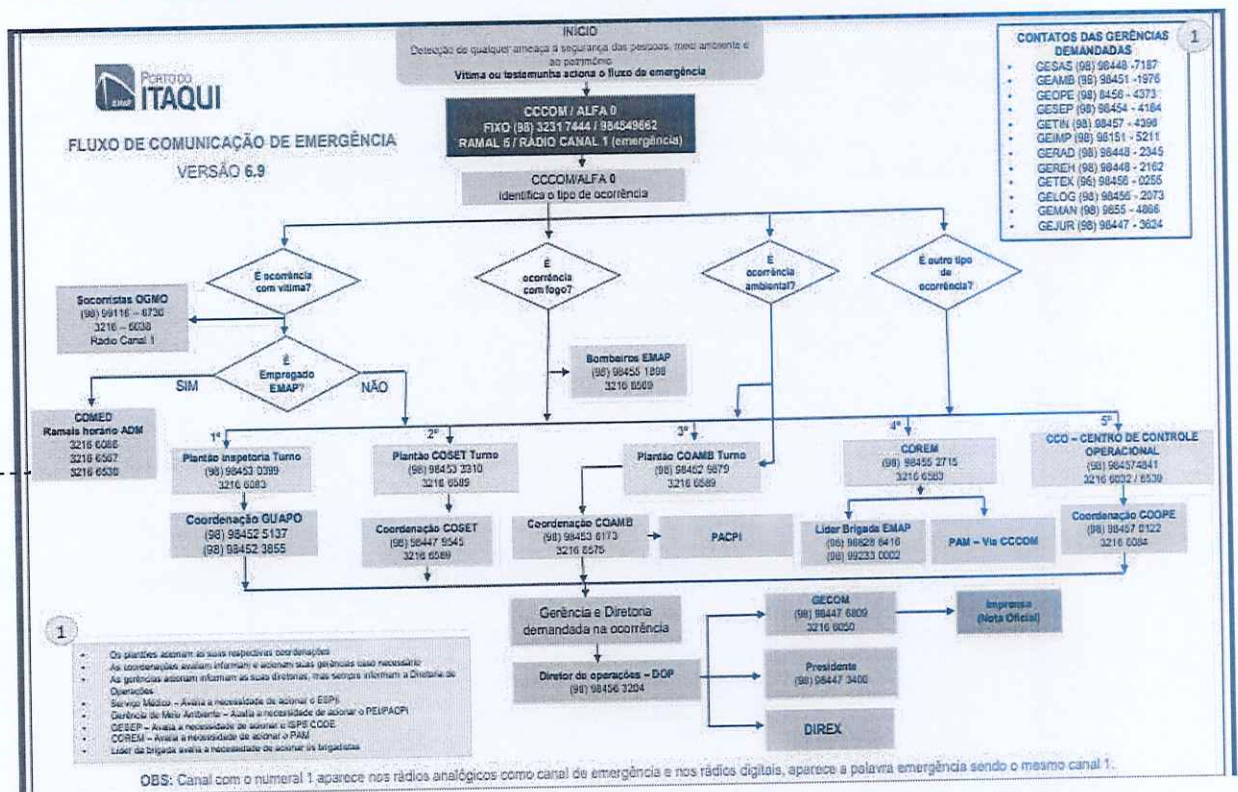 INÍCIO
Detecção de qualquer ameaça à segurança das pessoas, meio ambiente e
ao patrimônio
Vítima ou testemunha aciona o fluxo de emergência
CONTATOS DAS GERÊNCIAS
DEMANDADAS
1
• GESAS (98) 98448 -7187
• GEAMB (98) 98451 -1976
• GEOPE (98) 8456 - 4373
• GESEP (98) 98454 - 4184
• GETIN (98) 98457 - 4398
• GEIMP (98) 98151 - 5211
• GERAD (98) 98448 - 2345
• GEREH (98) 98448 - 2162
• GETEX (98) 98456 - 0255
• GELOG (98) 98456 - 2073
• GEMAN (98) 9855 - 4866
• GEJUR (98) 98447 - 3624
EMAP
PORTO DO
ITAQUI
FLUXO DE COMUNICAÇÃO DE EMERGÊNCIA
VERSÃO 6.9
CCCOM / ALFA 0
FIXO (98) 3231 7444 / 984549662
RAMAL 5 / RÁDIO CANAL 1 (emergência)
CCCOM/ALFA 0
Identifica o tipo de ocorrência
É ocorrência
com vítima?
É
ocorrência
com fogo?
É
ocorrência
ambiental?
É outro tipo
de
ocorrência?
Socorristas OGMO
(98) 99116 – 8730
3216 – 6038
Rádio Canal 1
É
Empregado
EMAP?
SIM
NÃO
Bombeiros EMAP
(98) 98455 1898
3216 6569
COMED
Ramais horário ADM
3216 6086
3216 6567
3216 6536
1º
Plantão Inspetoria Turno
(98) 98453 0399
3216 6083
2º
Plantão COSET Turno
(98) 98453 3310
3216 6589
3º
Plantão COAMB Turno
(98) 98452 9879
3216 6589
4º
COREM
(98) 98455 2715
3216 6583
5º
CCO – CENTRO DE CONTROLE
OPERACIONAL
(98) 984574841
3216 6032 / 6530
Coordenação GUAPO
(98) 98452 5137
(98) 98452 3855
Coordenação COSET
(98) 98447 9545
3216 6589
Coordenação COAMB
(98) 98453 6173
3216 6575
PACPI
Líder Brigada EMAP
(98) 98828 8416
(98) 99233 0002
PAM – Via CCCOM
Coordenação COOPE
(98) 98457 0122
3216 6084
Gerência e Diretoria
demandada na ocorrência
Diretor de operações – DOP
(98) 98456 3204
GECOM
(98) 98447 6809
3216 6050
Imprensa
(Nota Oficial)
Presidente
(98) 98447 3400
DIREX
1
• Os plantões acionam as suas respectivas coordenações
• As coordenações avaliam informam e acionam suas gerências caso necessário
• As gerências acionam informam as suas diretorias, mas sempre informam a Diretoria de
Operações
• Serviço Médico – Avalia a necessidade de acionar o
• Gerência de Meio Ambiente – Avalia a necessidade de acionar o PEI/PACPI
• GESEP – Avalia a necessidade de acionar o ISPS CODE
• COREM – Avalia a necessidade de acionar o PAM
• Líder da brigada avalia a necessidade de acionar os brigadistas
OBS: Canal com o numeral 1 aparece nos rádios analógicos como canal de emergência e nos rádios digitais, aparece a palavra emergência sendo o mesmo canal 1.